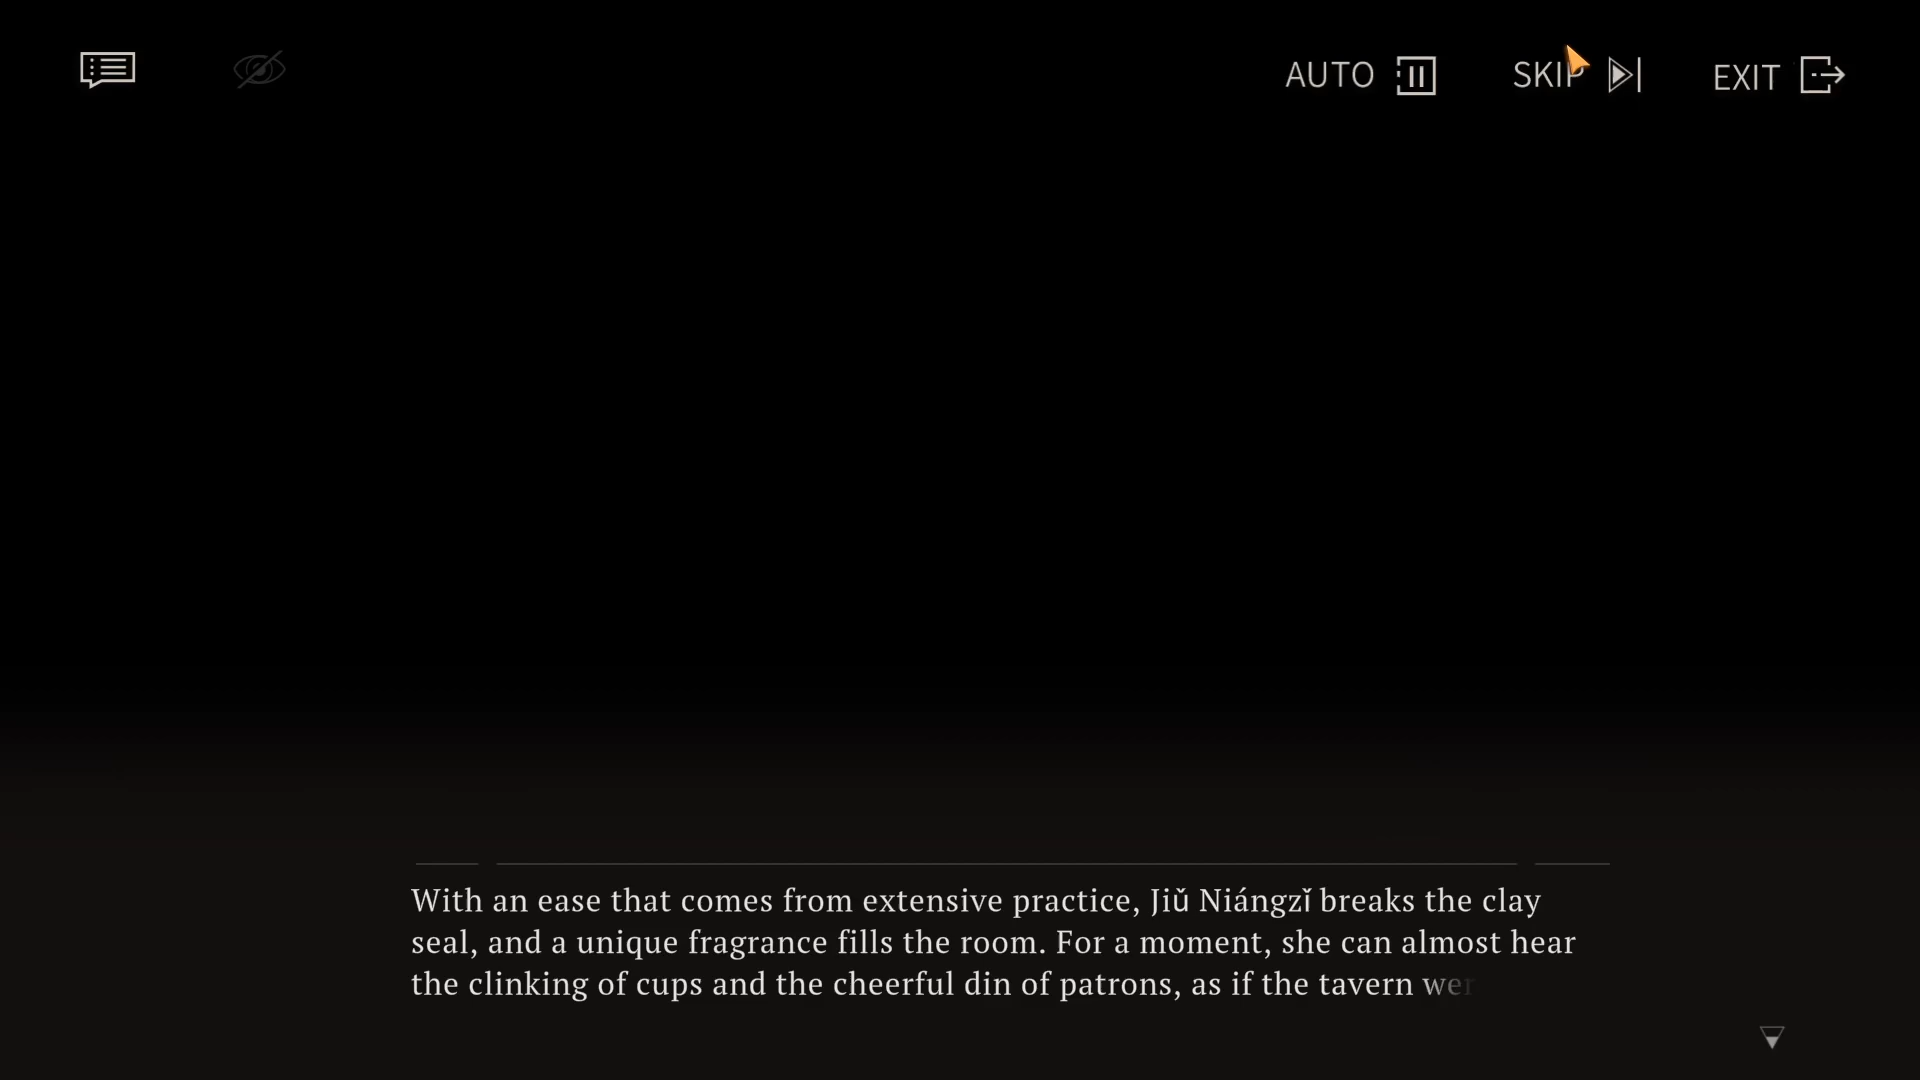 AUTO
SKIP
EXIT
With an ease that comes from extensive practice, Jiǔ Niángzǐ breaks the clay
seal, and a unique fragrance fills the room. For a moment, she can almost hear
the clinking of cups and the cheerful din of patrons, as if the tavern wer